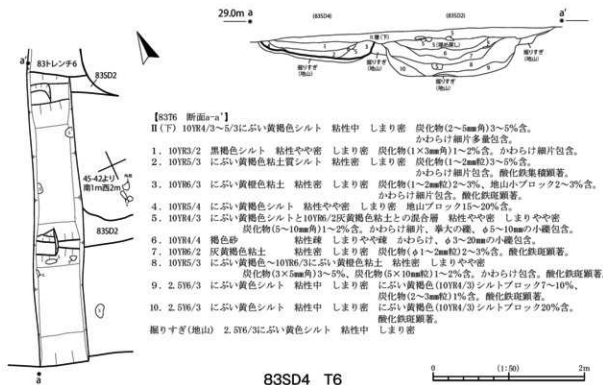 29.0m a
(83SD4)
(83SD2)
a'
Ⅱ層(下)
5(埋め戻し)
掘りすぎ
(地山)
掘りすぎ
(地山)
掘りすぎ
(地山)
a'
83トレンチ6
83SD2
45-42より
南1m西2m
83SD2
a
【83T6 断面a-a'】
Ⅱ(下) 10YR4/3~5/3にぶい黄褐色シルト 粘性中 しまり密 炭化物(2~5㎜角)3~5%含。
かわらけ細片多量包含。
1. 10YR3/2 黒褐色シルト 粘性やや密 しまり密 炭化物(1×3㎜角)1~2%含。かわらけ細片包含。
2. 10YR5/3 にぶい黄褐色粘土質シルト 粘性密 しまり密 炭化物(1~2㎜粒)3~5%含。
かわらけ細片包含。酸化鉄集積顕著。
3. 10YR6/3 にぶい黄橙色粘土 粘性密 しまり密 炭化物(1~2㎜粒)2~3%、地山小ブロック2~3%含。
かわらけ細片包含。酸化鉄斑顕著。
4. 10YR5/4 にぶい黄褐色シルト 粘性やや密 しまり密 地山ブロック15~20%含。
5. 10YR4/3 にぶい黄褐色シルトと10YR6/2灰黄褐色粘土との混合層 粘性やや密 しまりやや密
炭化物(5~10㎜角)1~2%含。かわらけ細片、拳大の礫、φ5~10㎜の小礫包含。
6. 10YR4/4 褐色砂 粘性疎 しまりやや疎 かわらけ、φ3~20㎜の小礫包含。
7. 10YR6/2 灰黄褐色粘土 粘性密 しまり密 炭化物(φ1~2㎜粒)2~3%含。酸化鉄斑顕著。
8. 10YR5/3 にぶい黄褐色~10YR6/3にぶい黄橙色粘土 粘性密 しまりやや密
炭化物(3×5㎜角)3~5%、炭化物(5×10㎜粒)1~2%含。かわらけ包含。酸化鉄斑顕著。
9. 2.5Y6/3 にぶい黄色シルト 粘性中 しまり密 にぶい黄褐色(10YR4/3)シルトブロック7~10%、
炭化物(2~3㎜粒)1%含。酸化鉄斑顕著。
10. 2.5Y6/3 にぶい黄色シルト 粘性中 しまり密 にぶい黄褐色(10YR4/3)シルトブロック20%含。
酸化鉄斑顕著。
掘りすぎ(地山) 2.5Y6/3にぶい黄色シルト 粘性中 しまり密
83SD4 T6
0 (1:50) 2m